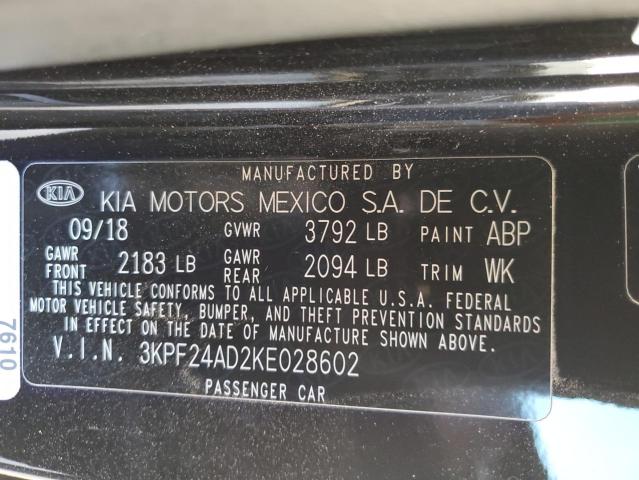 MANUFACTURED BY
KIA KIA MOTORS MEXICO S.A. DE C.V.
09/18 GVWR 3792 LB PAINT ABP
GAWR FRONT 2183 LB GAWR REAR 2094 LB TRIM WK
THIS VEHICLE CONFORMS TO ALL APPLICABLE U.S.A. FEDERAL
MOTOR VEHICLE SAFETY, BUMPER, AND THEFT PREVENTION STANDARDS
IN EFFECT ON THE DATE OF MANUFACTURE SHOWN ABOVE.
V.I.N. 3KPF24AD2KE028602
PASSENGER CAR
7610